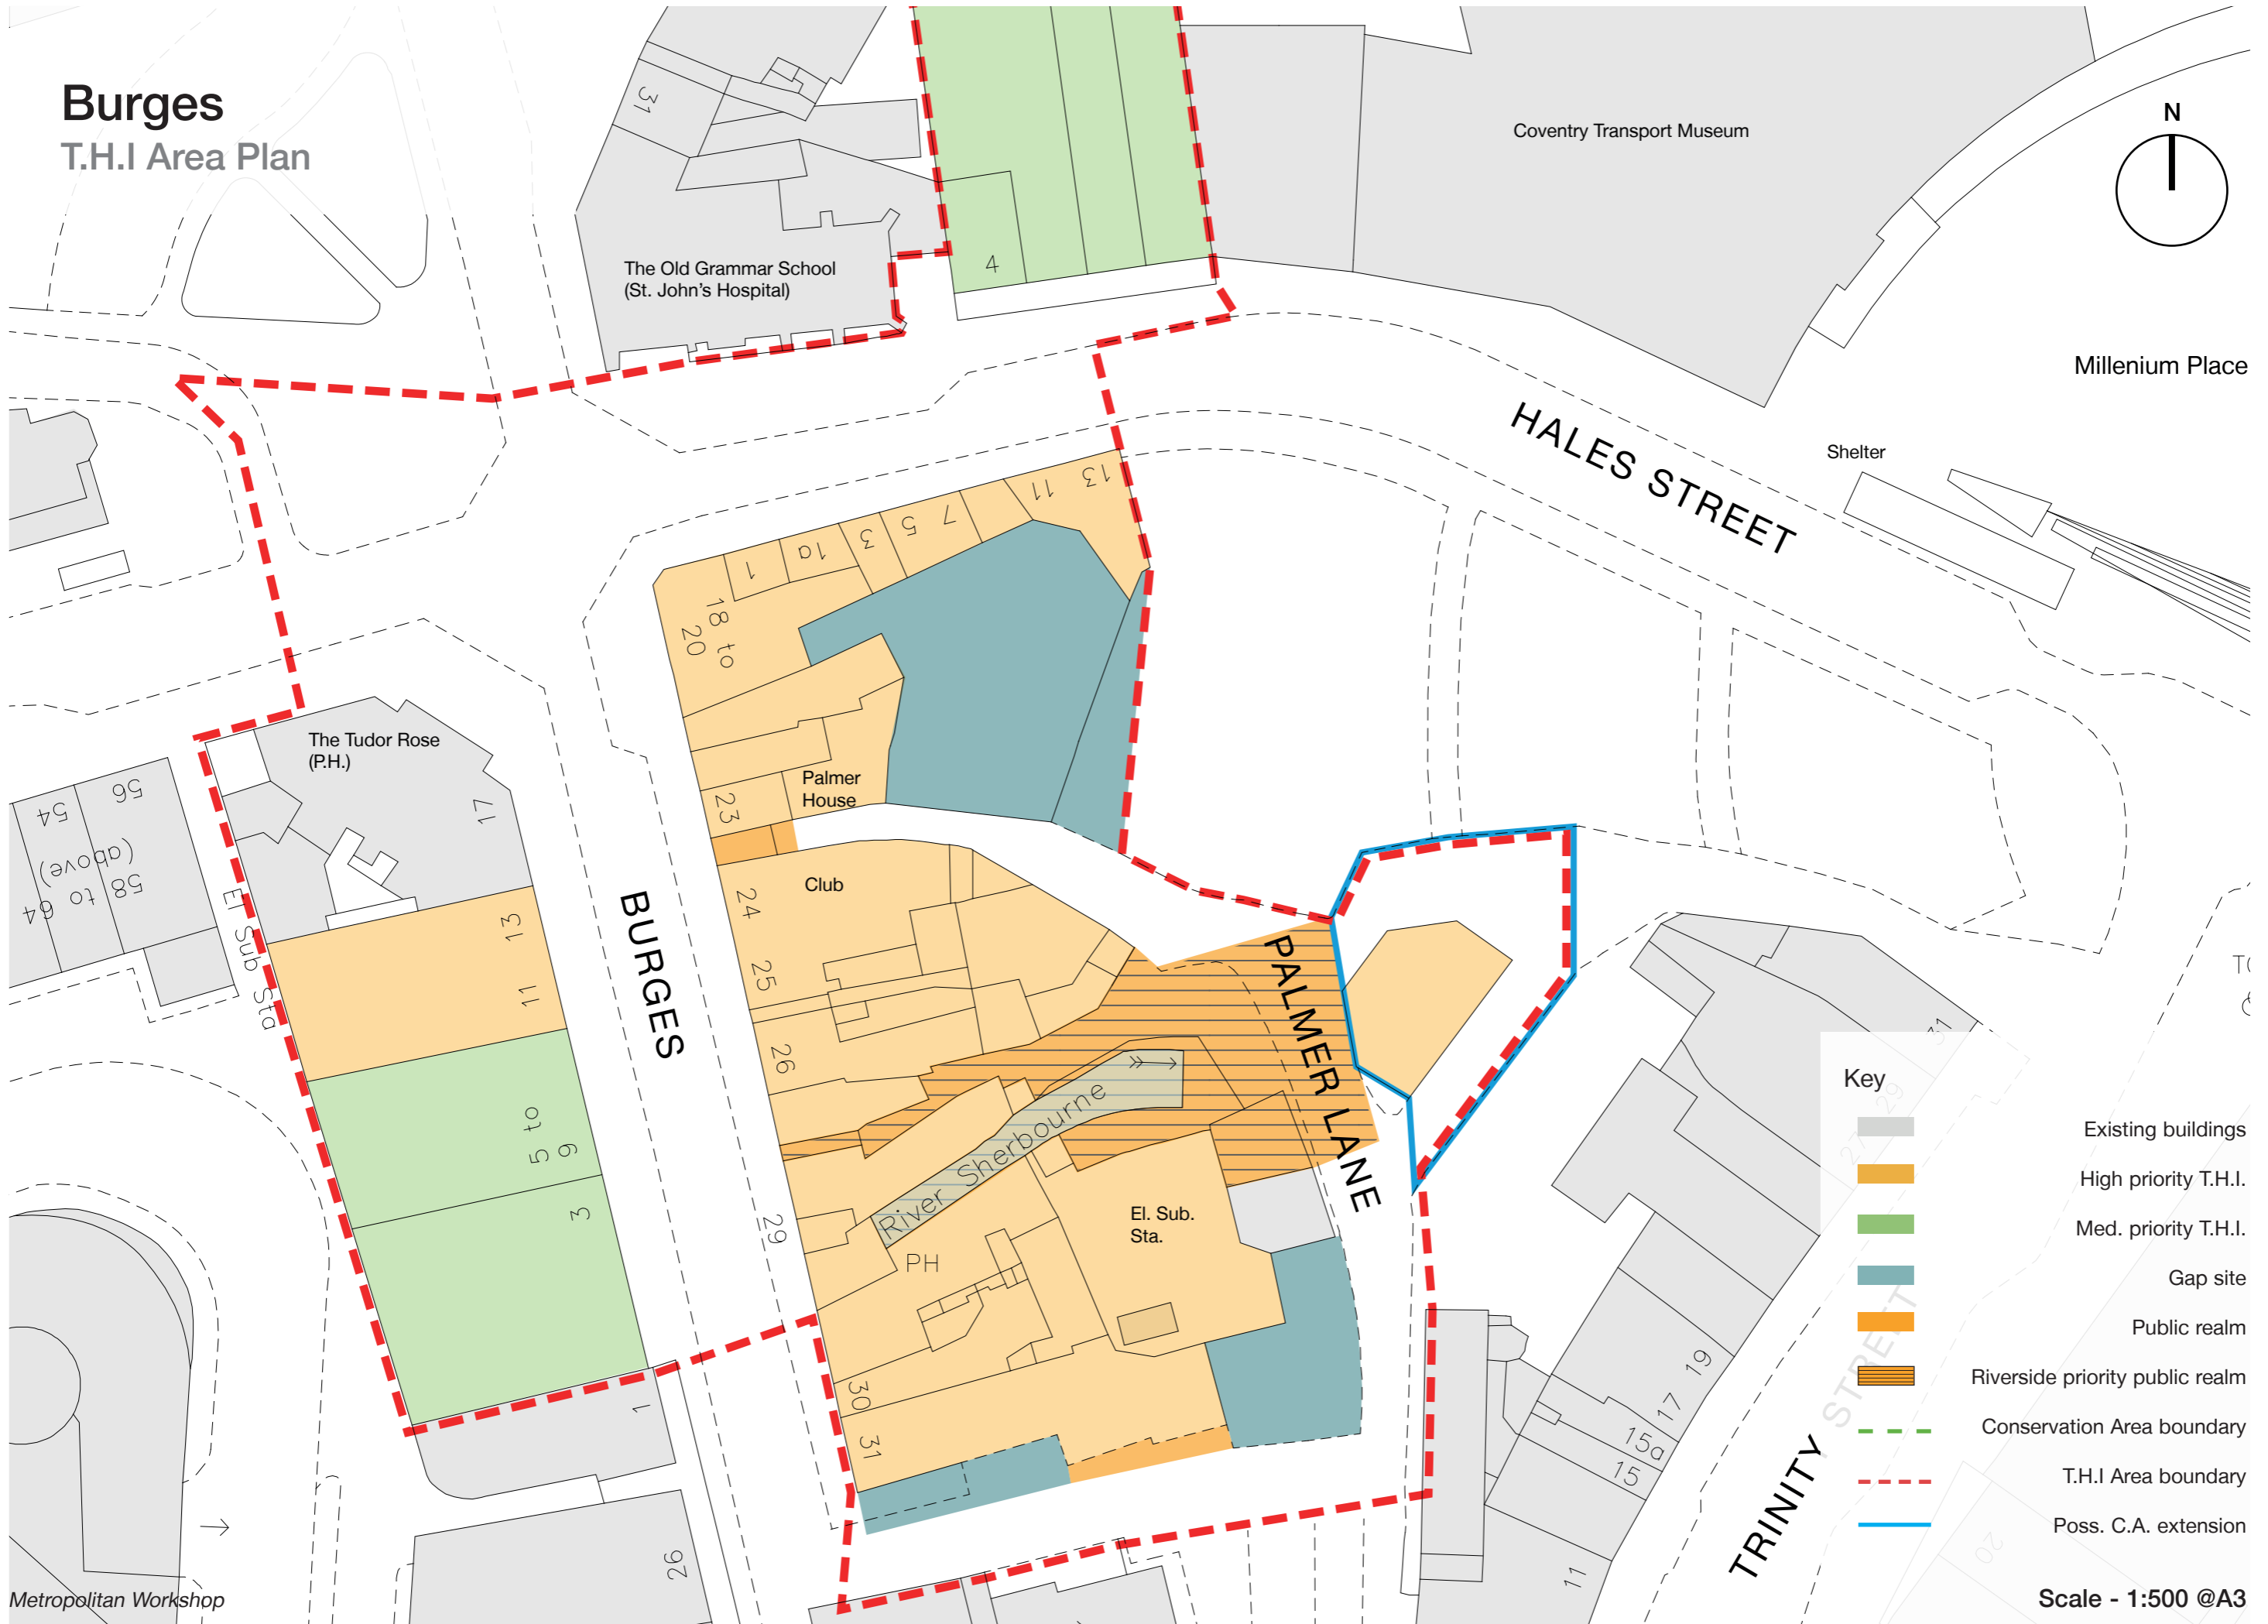 Burges
T.H.I Area Plan
31
Coventry Transport Museum
N
The Old Grammar School
(St. John's Hospital)
4
Millenium Place
HALES STREET
Shelter
13
11
7
5
3
1a
1
18 to
20
The Tudor Rose
(P.H.)
17
Palmer
House
23
54
56
58 to 64
(above)
El Sub Sta
BURGES
Club
24
25
26
13
11
PALMER LANE
River Sherbourne
5 to
9
3
29
PH
El. Sub.
Sta.
30
31
1
26
31
29
27
19
17
15a
15
11
20
TRINITY STREET
Key
Existing buildings
High priority T.H.I.
Med. priority T.H.I.
Gap site
Public realm
Riverside priority public realm
Conservation Area boundary
T.H.I Area boundary
Poss. C.A. extension
Metropolitan Workshop
Scale - 1:500 @A3